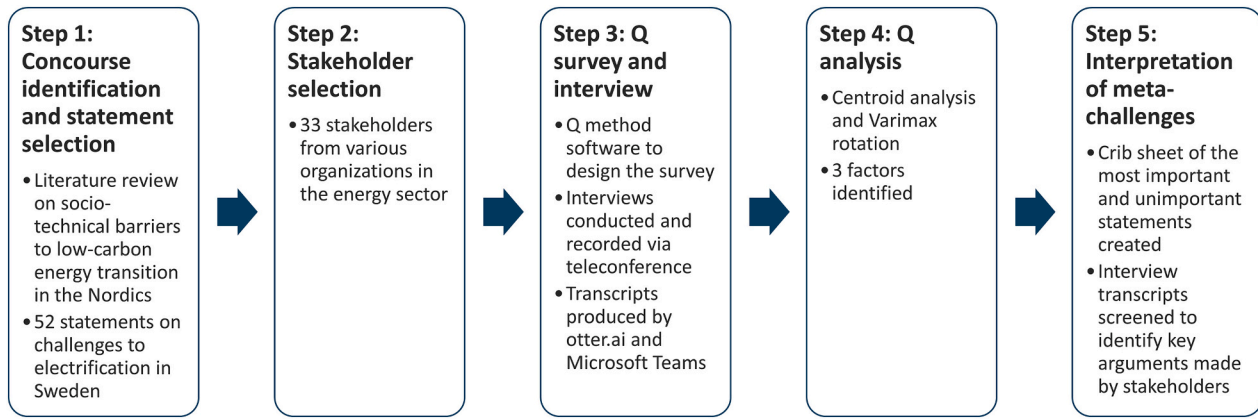 Step 1:
Concourse
identification
and statement
selection
• Literature review
on socio-
technical barriers
to low-carbon
energy transition
in the Nordics
• 52 statements on
challenges to
electrification in
Sweden
Step 2:
Stakeholder
selection
• 33 stakeholders
from various
organizations in
the energy sector
Step 3: Q
survey and
interview
• Q method
software to
design the survey
• Interviews
conducted and
recorded via
teleconference
• Transcripts
produced by
otter.ai and
Microsoft Teams
Step 4: Q
analysis
• Centroid analysis
and Varimax
rotation
• 3 factors
identified
Step 5:
Interpretation
of meta-
challenges
• Crib sheet of the
most important
and unimportant
statements
created
• Interview
transcripts
screened to
identify key
arguments made
by stakeholders